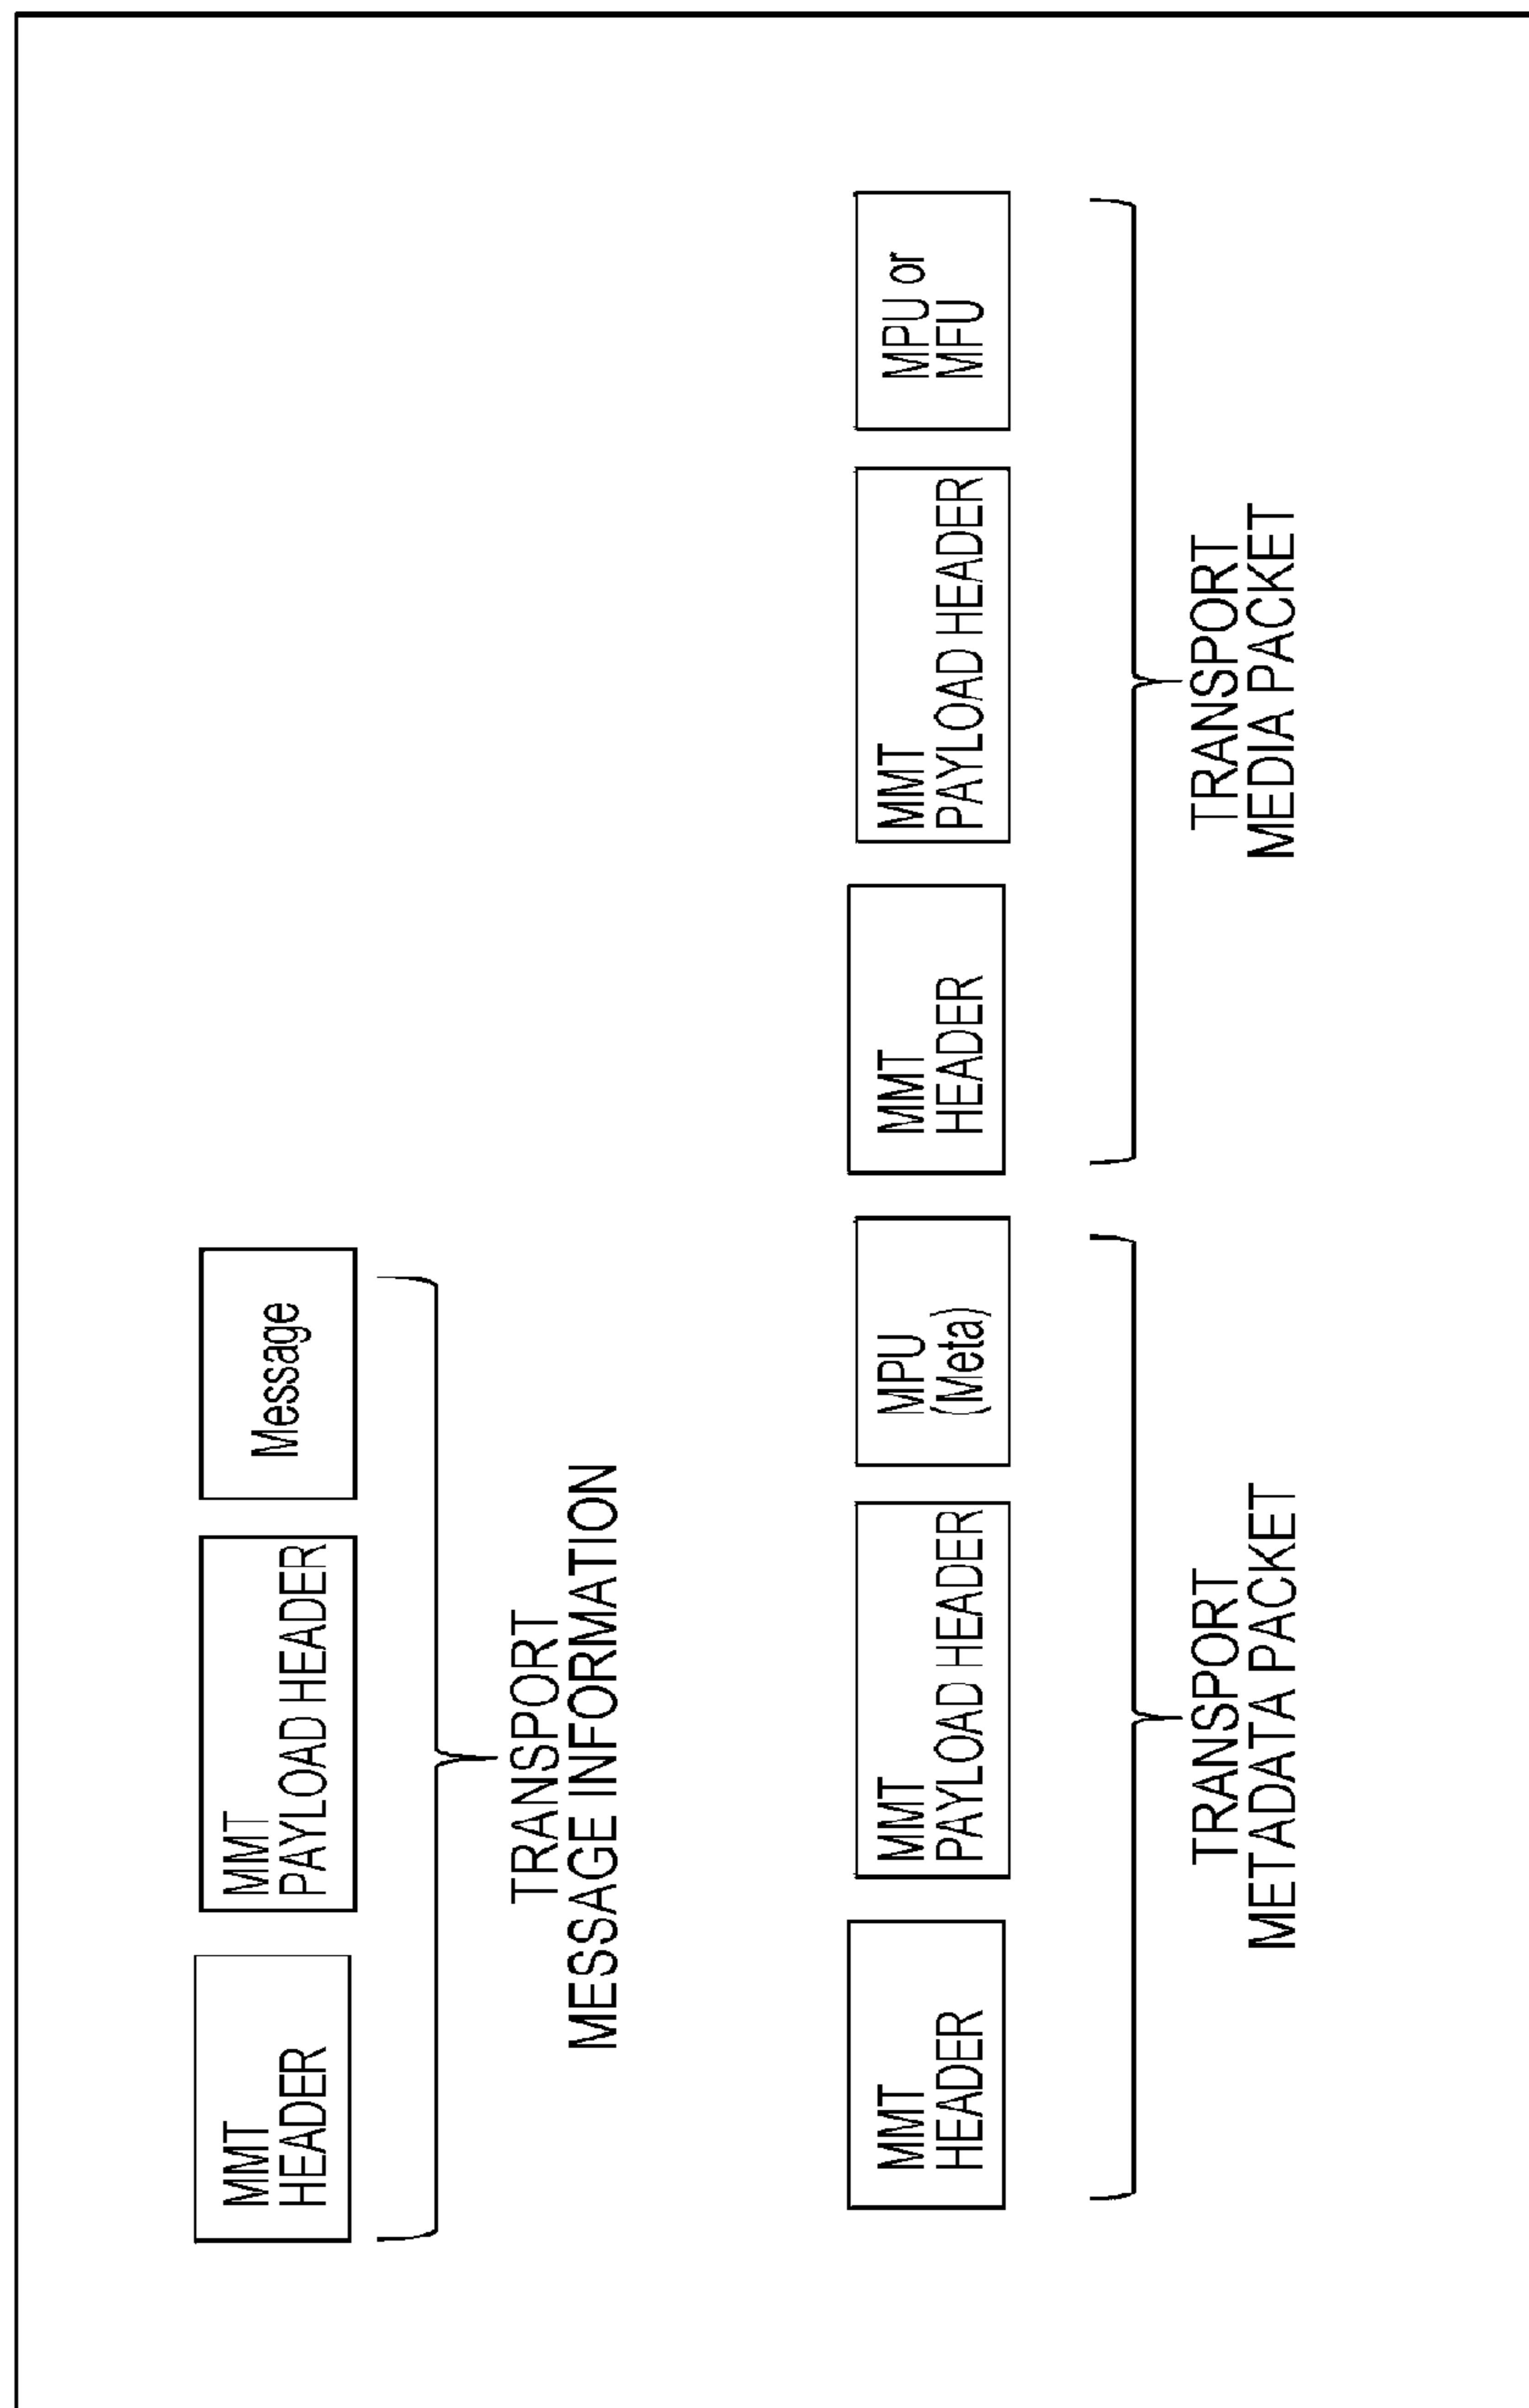 MMT
HEADER
MMT
PAYLOAD HEADER
Message
TRANSPORT
MESSAGE INFORMATION
MMT
HEADER
MMT
PAYLOAD HEADER
MPU
(Meta)
MMT
HEADER
MMT
PAYLOAD HEADER
MPU or
MFU
TRANSPORT
METADATA PACKET
TRANSPORT
MEDIA PACKET